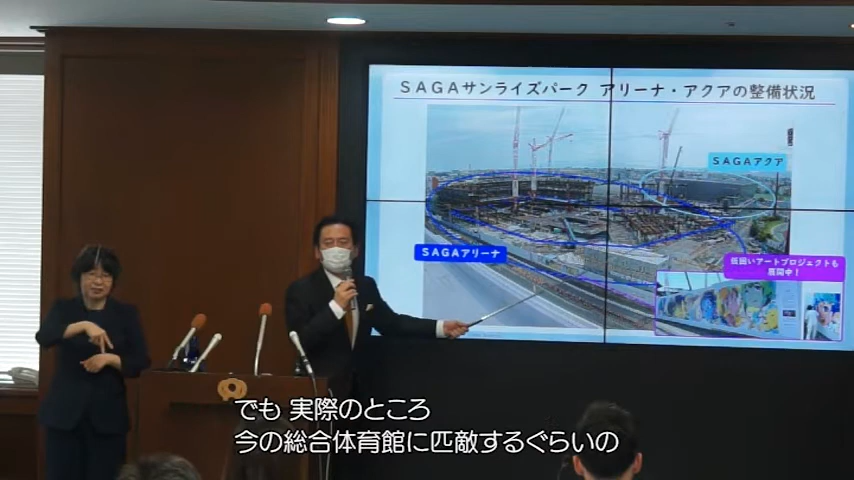 SAGAサンライズパーク アリーナ・アクアの整備状況
SAGAアクア
SAGAアリーナ
仮囲いアートプロジェクトも
展開中！
でも 実際のところ
今の総合体育館に匹敵するぐらいの